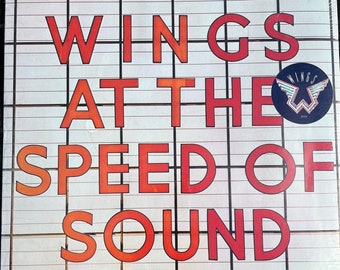 WINGS
AT THE
WINGS
SPEED OF
SOUND